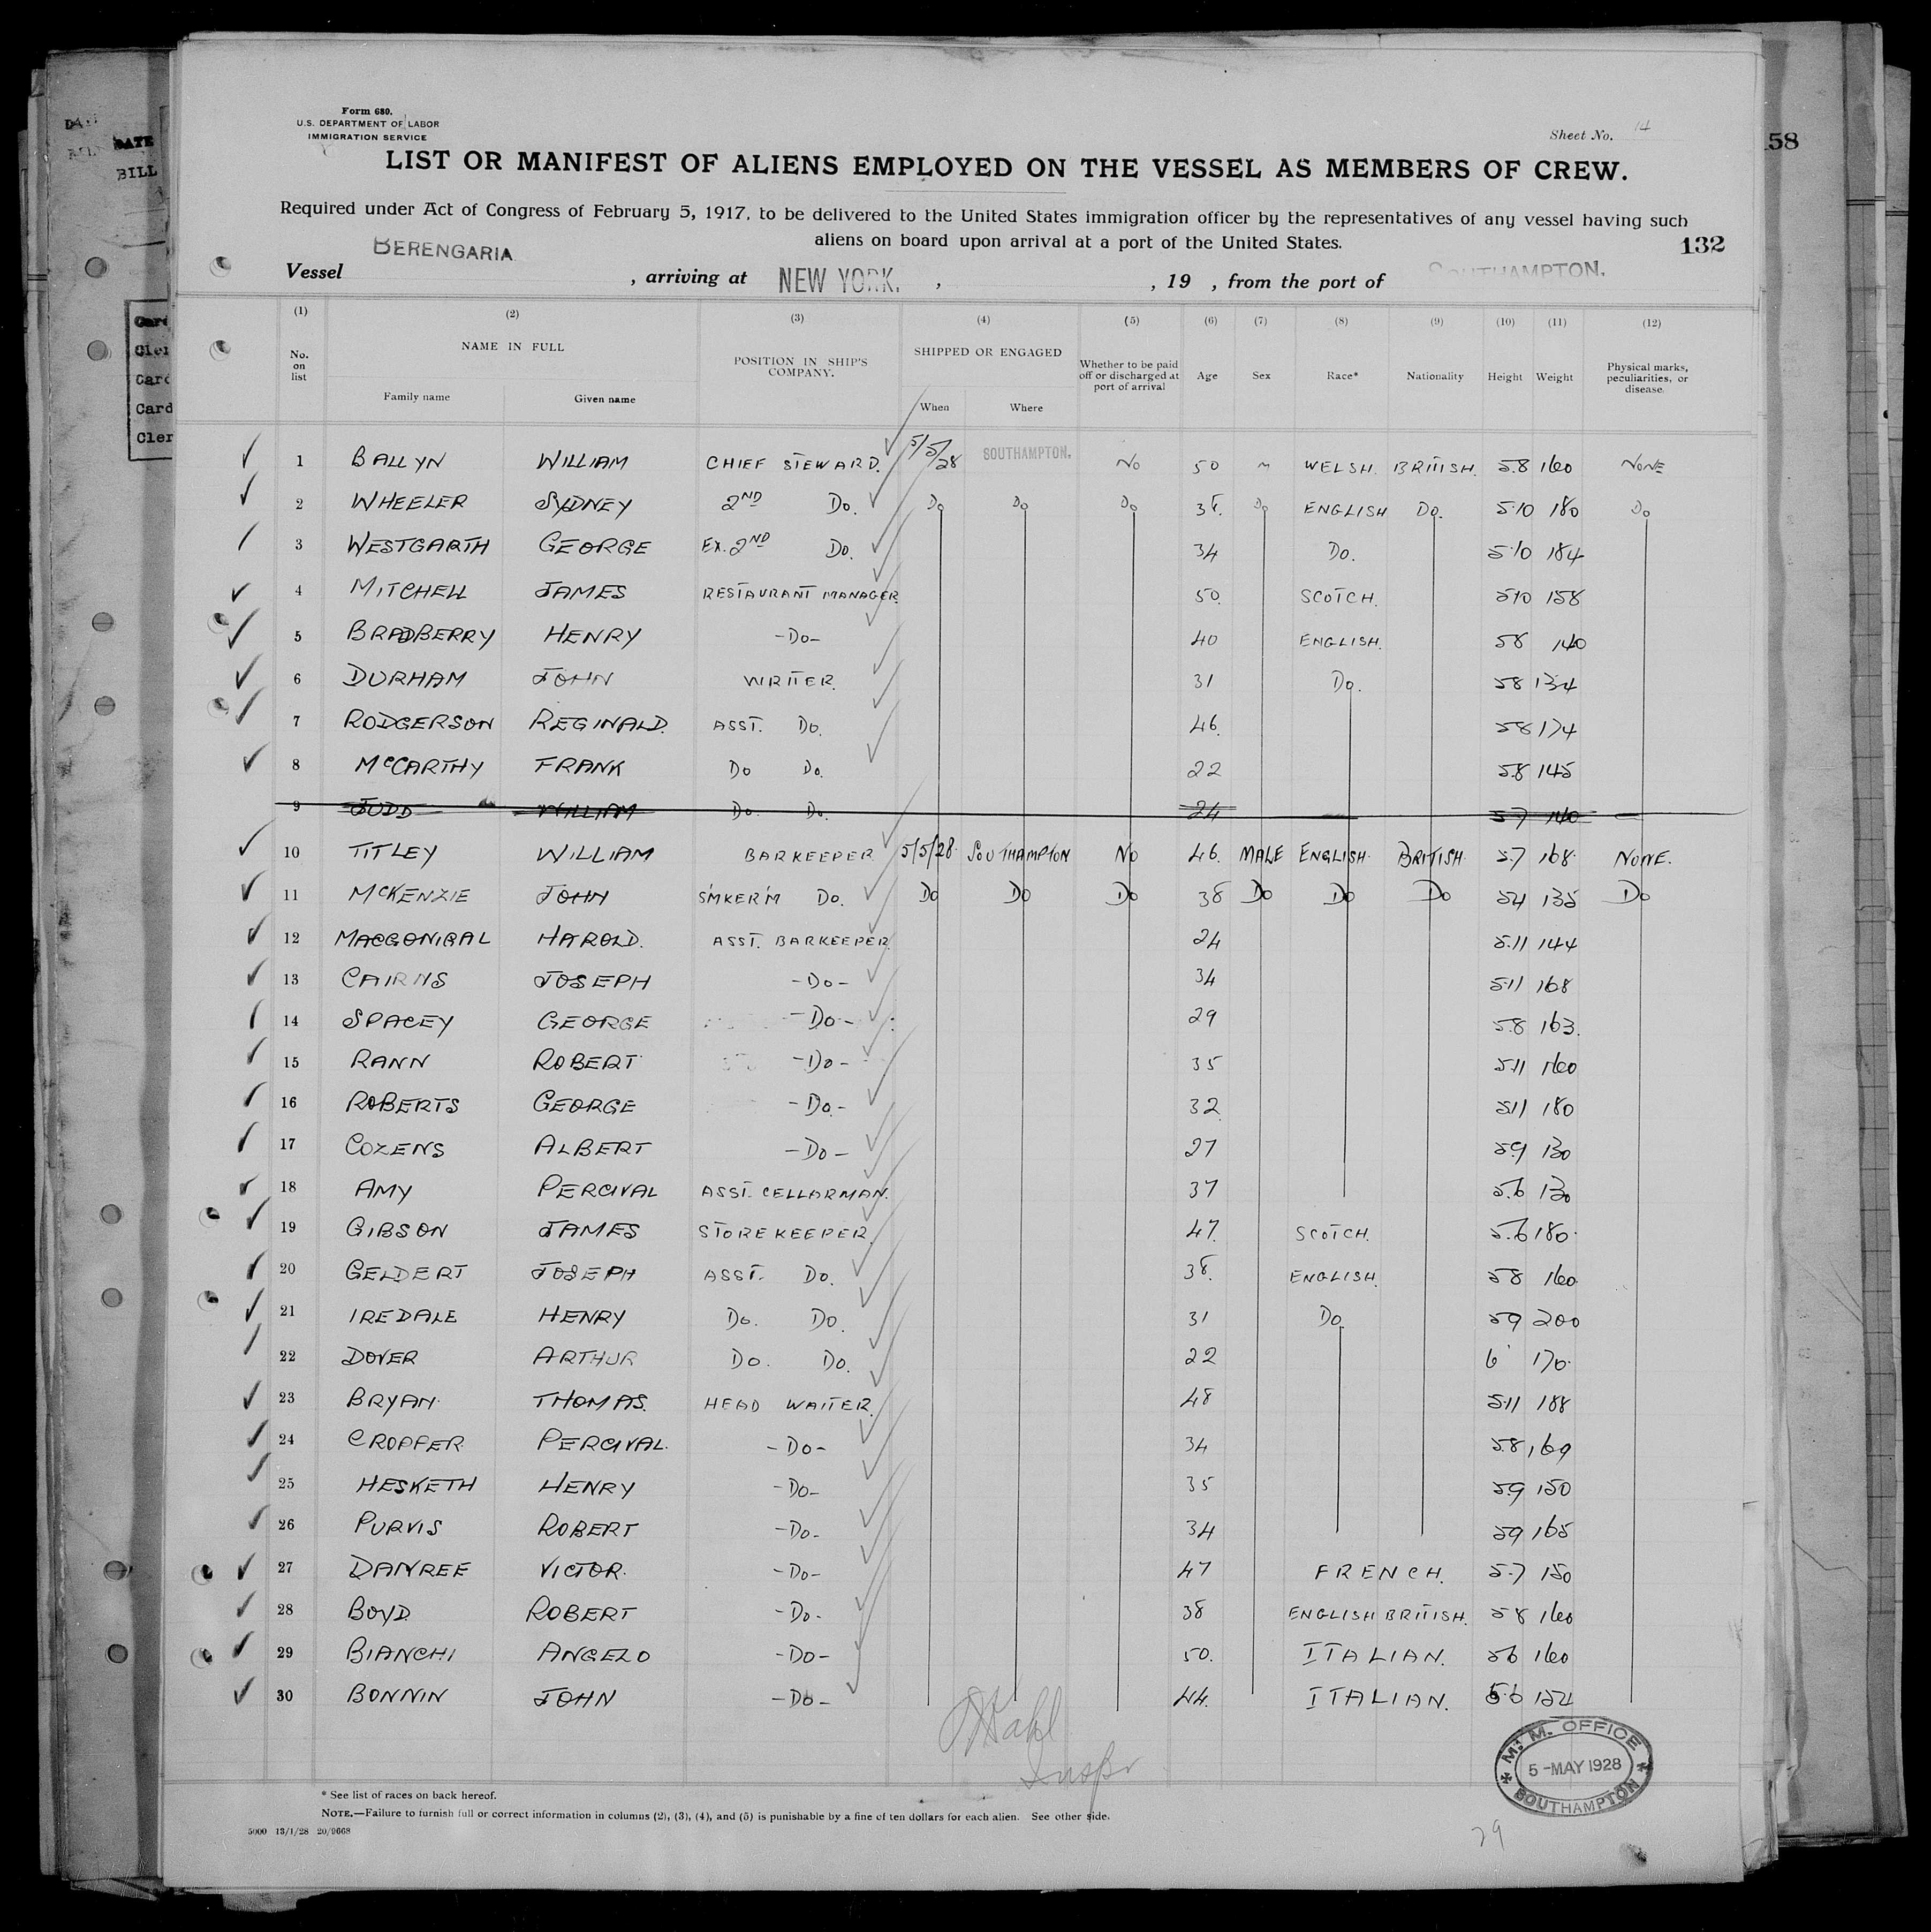 Form 680.
U.S. DEPARTMENT OF LABOR
IMMIGRATION SERVICE
Sheet No. 14
58
DATE
BILL
LIST OR MANIFEST OF ALIENS EMPLOYED ON THE VESSEL AS MEMBERS OF CREW.
Required under Act of Congress of February 5, 1917, to be delivered to the United States immigration officer by the representatives of any vessel having such
aliens on board upon arrival at a port of the United States.
132
Vessel BERENGARIA, arriving at NEW YORK. , , 19 , from the port of SOUTHAMPTON.
(1) (2) (3) (4) (5) (6) (7) (8) (9) (10) (11) (12)
No. on list NAME IN FULL Family name Given name POSITION IN SHIP'S COMPANY. SHIPPED OR ENGAGED When Where Whether to be paid off or discharged at port of arrival Age Sex Race* Nationality Height Weight Physical marks, peculiarities, or disease.
1 BALLYN WILLIAM CHIEF STEWARD. 5/5/28 SOUTHAMPTON. No 50 M WELSH. BRITISH. 5.8 160 NONE
2 WHEELER SYDNEY 2ND Do. Do Do Do 38. Do ENGLISH Do. 5.10 180 Do
3 WESTGARTH GEORGE Ex. 2ND Do. 34 Do. 5.10 184
4 MITCHELL JAMES RESTAURANT MANAGER 50. SCOTCH. 5.10 158
5 BRADBERRY HENRY -Do- 40 ENGLISH. 5 8 140
6 DURHAM JOHN WRITER. 31 Do. 5 8 134
7 RODGERSON REGINALD. ASST. Do. 46. 5 8 174
8 McCARTHY FRANK Do Do. 22 5.8 145
9 JUDD WILLIAM Do. Do. 24 5.7 140
10 TITLEY WILLIAM BARKEEPER 5/5/28 SOUTHAMPTON No 46. MALE ENGLISH BRITISH 5.7 168. NONE.
11 McKENZIE JOHN S'MKER'M Do. Do Do Do 38 Do Do Do 5 4 135 Do
12 MACGONIGAL HAROLD. ASST. BARKEEPER 24 5.11 144
13 CAIRNS JOSEPH -Do- 34 5.11 168
14 SPACEY GEORGE -Do- 29 5.8 163.
15 RANN ROBERT -Do- 35 5.11 160
16 ROBERTS GEORGE -Do.- 32 5.11 180
17 COZENS ALBERT -Do- 27 5.9 130
18 AMY PERCIVAL ASST. CELLARMAN. 37 5.6 130
19 GIBSON JAMES STOREKEEPER. 47. SCOTCH. 5.6 180.
20 GELDERT JOSEPH ASST. Do. 38. ENGLISH. 5 8 160
21 IREDALE HENRY Do. Do. 31 Do 5 9 200
22 DOVER ARTHUR Do. Do. 22 6' 170.
23 BRYAN. THOMAS. HEAD WAITER. 48 5.11 188
24 CROPPER PERCIVAL. -Do- 34 5.8 169
25 HESKETH HENRY -Do- 35 5.9 150
26 PURVIS ROBERT -Do- 34 5 9 165
27 DANREE VICTOR. -Do- 47 FRENCH. 5.7 150
28 BOYD. ROBERT -Do- 38 ENGLISH BRITISH. 5 8 160
29 BIANCHI ANGELO -Do- 50. ITALIAN. 5 6 160
30 BONNIN JOHN -Do- 44. ITALIAN. 5.6 154
Inspr
M. M. OFFICE
5 -MAY 1928
SOUTHAMPTON
* See list of races on back hereof.
NOTE.—Failure to furnish full or correct information in columns (2), (3), (4), and (5) is punishable by a fine of ten dollars for each alien. See other side.
5000 13/1/28 20/9668
29